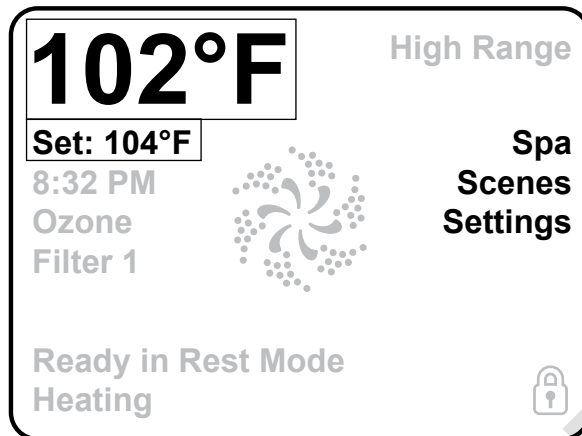 102°F
High Range
Set: 104°F
Spa
8:32 PM
Scenes
Ozone
Settings
Filter 1
Ready in Rest Mode
Heating